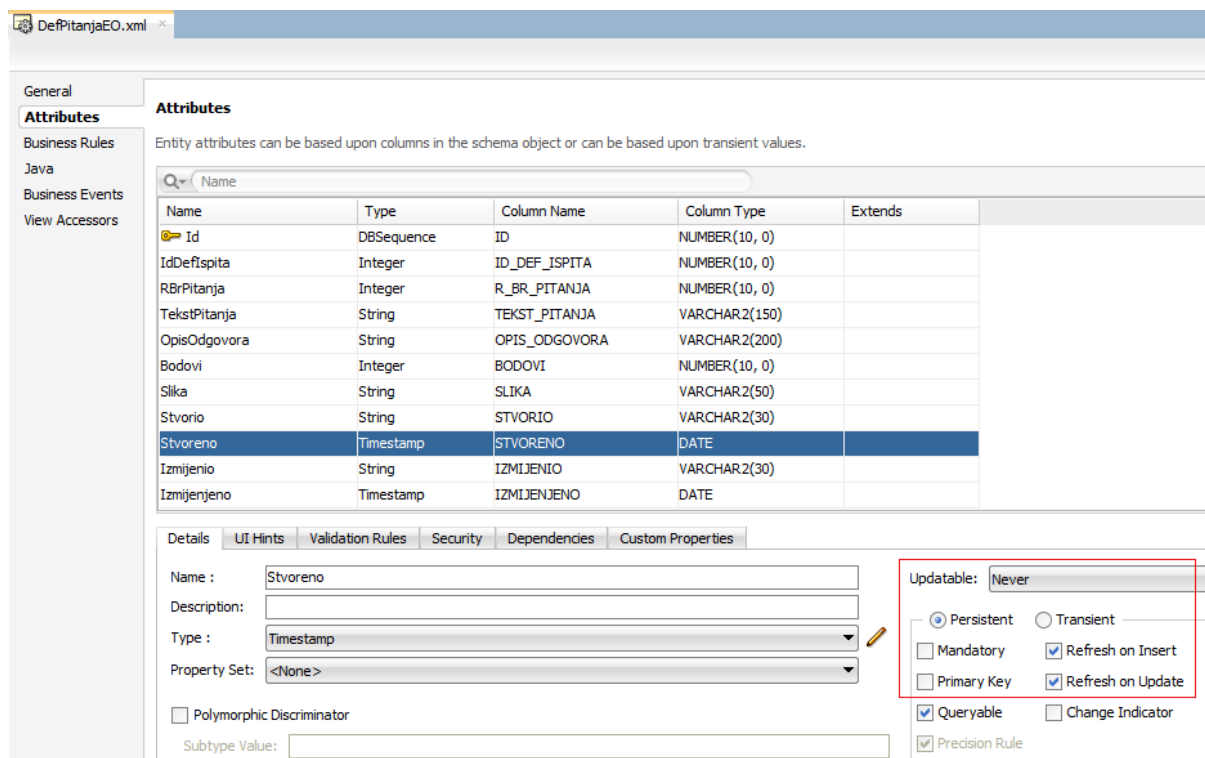 DefPitanjaEO.xml
General
Attributes
Business Rules
Java
Business Events
View Accessors
Attributes
Entity attributes can be based upon columns in the schema object or can be based upon transient values.
Name
Name Type Column Name Column Type Extends
Id DBSequence ID NUMBER(10, 0)
IdDefIspita Integer ID_DEF_ISPITA NUMBER(10, 0)
RBrPitanja Integer R_BR_PITANJA NUMBER(10, 0)
TekstPitanja String TEKST_PITANJA VARCHAR2(150)
OpisOdgovora String OPIS_ODGOVORA VARCHAR2(200)
Bodovi Integer BODOVI NUMBER(10, 0)
Slika String SLIKA VARCHAR2(50)
Stvorio String STVORIO VARCHAR2(30)
Stvoreno Timestamp STVORENO DATE
Izmijenio String IZMIJENIO VARCHAR2(30)
Izmijenjeno Timestamp IZMIJENJENO DATE
Details UI Hints Validation Rules Security Dependencies Custom Properties
Name : Stvoreno
Description:
Type : Timestamp
Property Set: <None>
Polymorphic Discriminator
Subtype Value:
Updatable: Never
Persistent Transient
Mandatory Refresh on Insert
Primary Key Refresh on Update
Queryable Change Indicator
Precision Rule